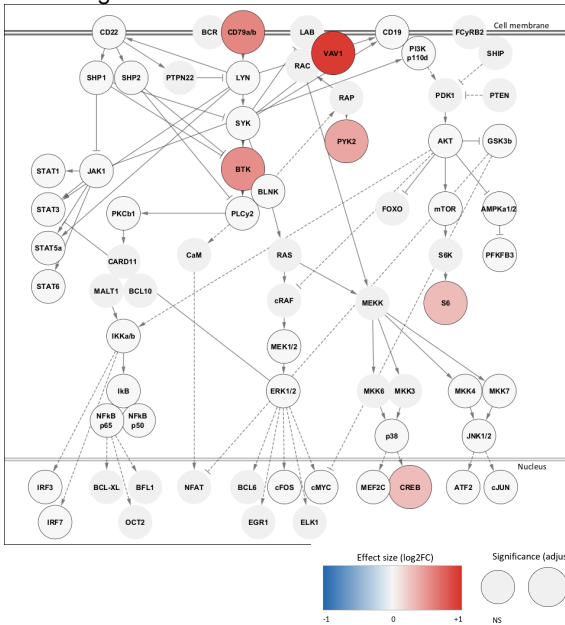 Cell membrane
CD22
BCR
CD79a/b
LAB
VAV1
CD19
FCyRB2
PI3K
p110d
SHIP
RAC
SHP1
SHP2
PTPN22
LYN
RAP
PDK1
PTEN
SYK
PYK2
AKT
GSK3b
STAT1
JAK1
BTK
BLNK
STAT3
PKCb1
PLCy2
FOXO
mTOR
AMPKa1/2
STAT5a
CARD11
CaM
RAS
S6K
PFKFB3
STAT6
MALT1
BCL10
cRAF
MEKK
S6
IKKa/b
MEK1/2
IkB
ERK1/2
MKK6
MKK3
MKK4
MKK7
NFkB
p65
NFkB
p50
p38
JNK1/2
Nucleus
IRF3
BCL-XL
BFL1
NFAT
BCL6
cFOS
cMYC
MEF2C
CREB
ATF2
cJUN
IRF7
OCT2
EGR1
ELK1
Effect size (log2FC)
Significance (adjus
-1
0
+1
NS